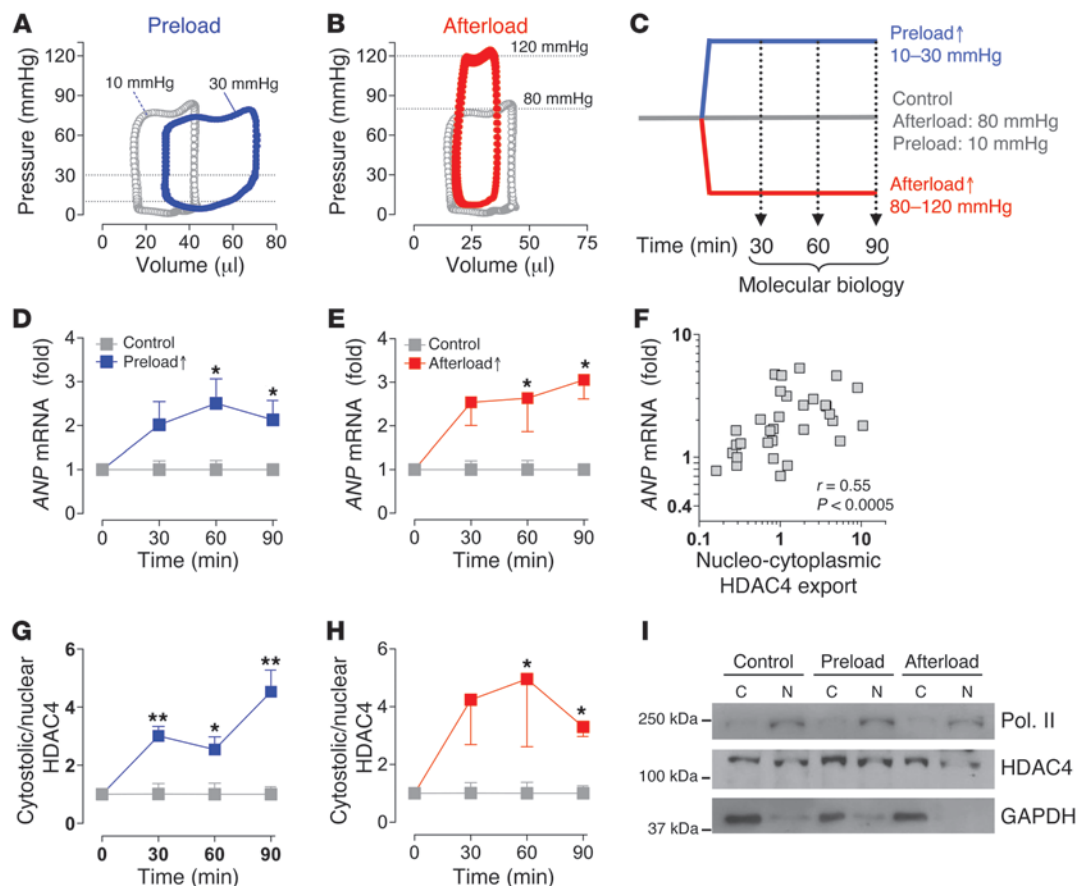 A
Preload
Pressure (mmHg)
120
90
60
30
0
10 mmHg
30 mmHg
0 20 40 60 80
Volume (µl)
B
Afterload
Pressure (mmHg)
120
90
60
30
0
120 mmHg
80 mmHg
0 25 50 75
Volume (µl)
C
Preload↑
10–30 mmHg
Control
Afterload: 80 mmHg
Preload: 10 mmHg
Afterload↑
80–120 mmHg
Time (min) 30 60 90
Molecular biology
D
ANP mRNA (fold)
4
3
2
1
0
Control
Preload↑
* *
0 30 60 90
Time (min)
E
ANP mRNA (fold)
4
3
2
1
0
Control
Afterload↑
* *
0 30 60 90
Time (min)
F
ANP mRNA (fold)
10
1
0.4
r = 0.55
P < 0.0005
0.1 1 10
Nucleo-cytoplasmic
HDAC4 export
G
Cytostolic/nuclear
HDAC4
6
4
2
0
** * **
0 30 60 90
Time (min)
H
Cytostolic/nuclear
HDAC4
6
4
2
0
* *
0 30 60 90
Time (min)
I
Control Preload Afterload
C N C N C N
250 kDa
Pol. II
HDAC4
100 kDa
GAPDH
37 kDa